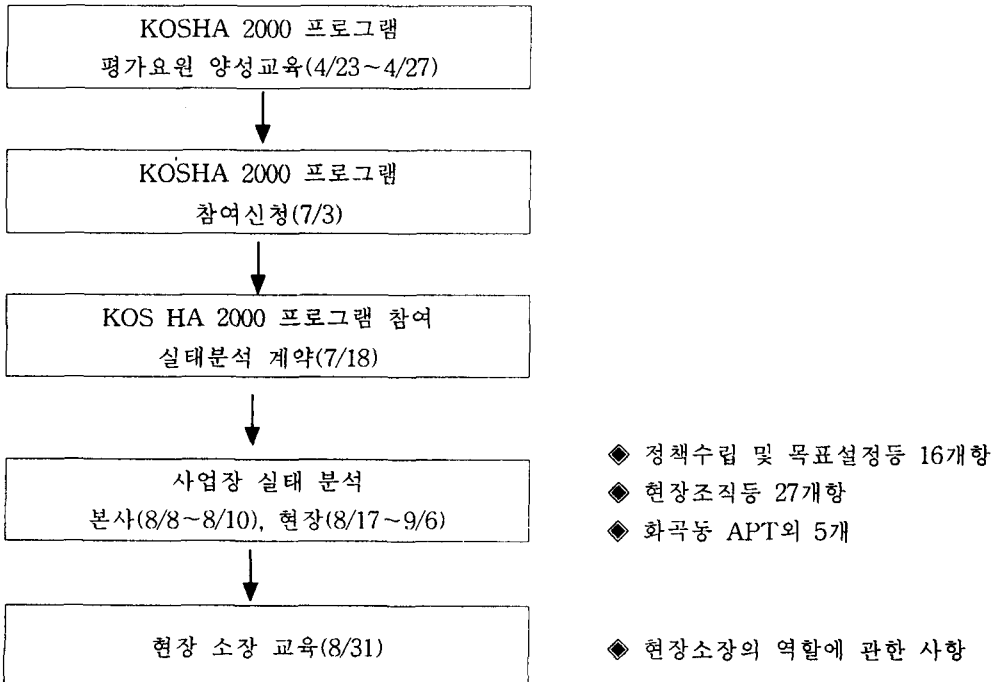 KOSHA 2000 프로그램
평가요원 양성교육(4/23~4/27)
KOSHA 2000 프로그램
참여신청(7/3)
KOS HA 2000 프로그램 참여
실태분석 계약(7/18)
사업장 실태 분석
본사(8/8~8/10), 현장(8/17~9/6)
◈ 정책수립 및 목표설정등 16개항
◈ 현장조직등 27개항
◈ 화곡동 APT외 5개
현장 소장 교육(8/31)
◈ 현장소장의 역할에 관한 사항